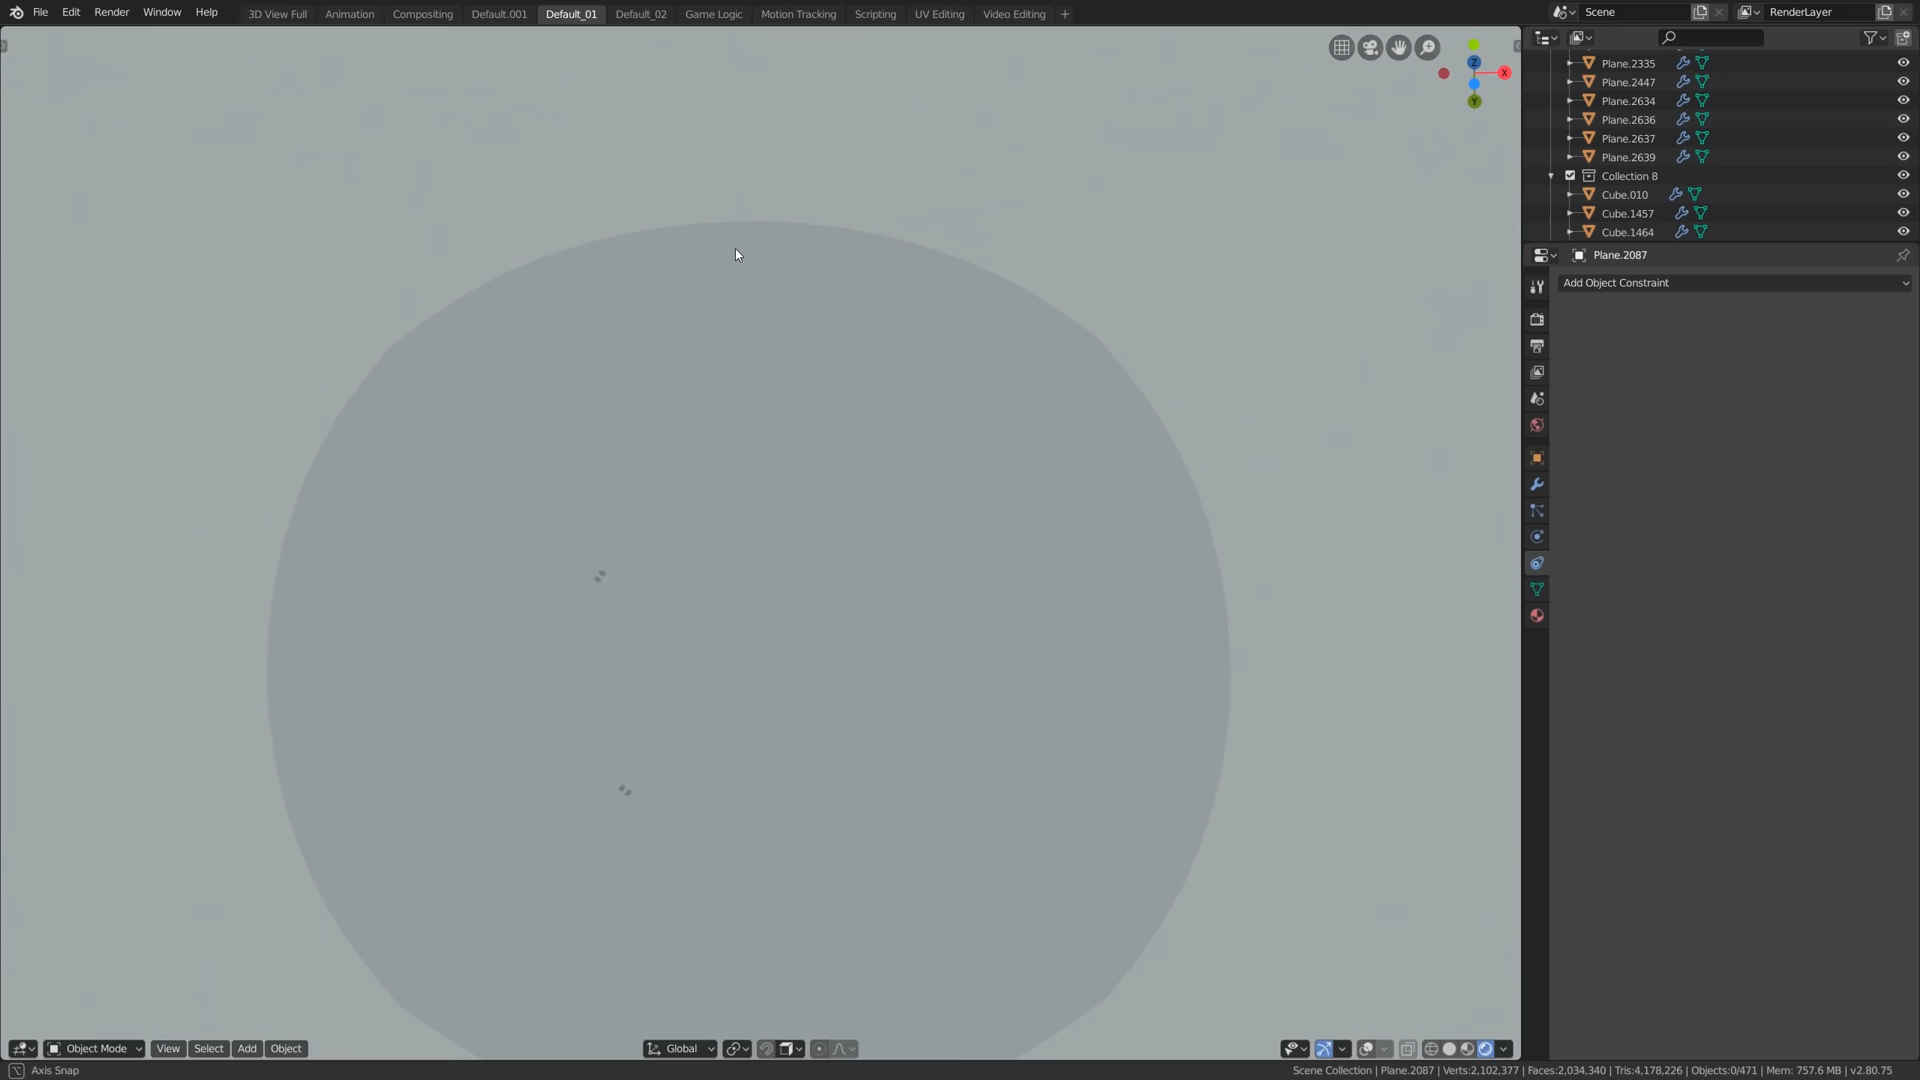 File Edit Render Window Help 3D View Full Animation Compositing Default.001 Default_01 Default_02 Game Logic Motion Tracking Scripting UV Editing Video Editing + Scene RenderLayer
Plane.2335
Plane.2447
Plane.2634
Plane.2636
Plane.2637
Plane.2639
Collection 8
Cube.010
Cube.1457
Cube.1464
Z X
Y
Plane.2087
Add Object Constraint
Object Mode View Select Add Object Global
Axis Snap
Scene Collection | Plane.2087 | Verts:2,102,377 | Faces:2,034,340 | Tris:4,178,226 | Objects:0/471 | Mem: 757.6 MB | v2.80.75